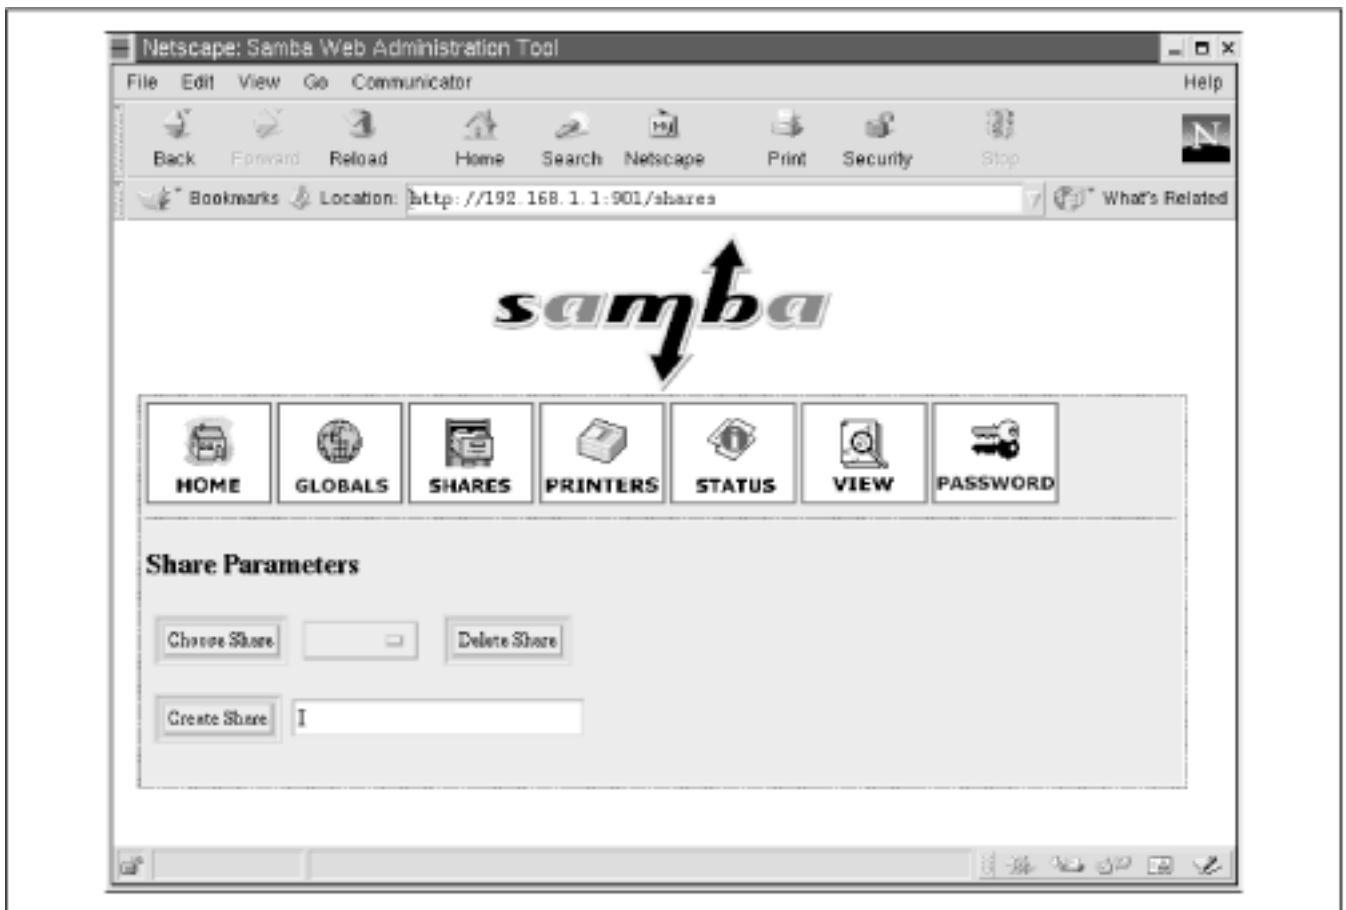 Netscape: Samba Web Administration Tool
File Edit View Go Communicator Help
Back Forward Reload Home Search Netscape Print Security Stop
My
N
Bookmarks Location: http://192.168.1.1:901/shares What's Related
samba
HOME GLOBALS SHARES PRINTERS STATUS VIEW PASSWORD
Share Parameters
Choose Share Delete Share
Create Share